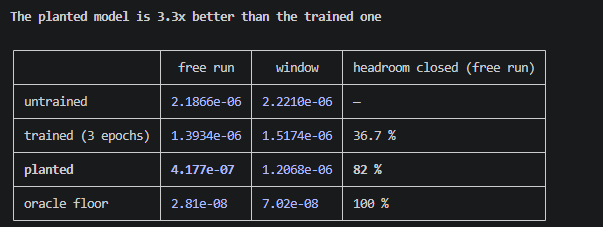 The planted model is 3.3x better than the trained one
free run window headroom closed (free run)
untrained 2.1866e-06 2.2210e-06 —
trained (3 epochs) 1.3934e-06 1.5174e-06 36.7 %
planted 4.177e-07 1.2068e-06 82 %
oracle floor 2.81e-08 7.02e-08 100 %